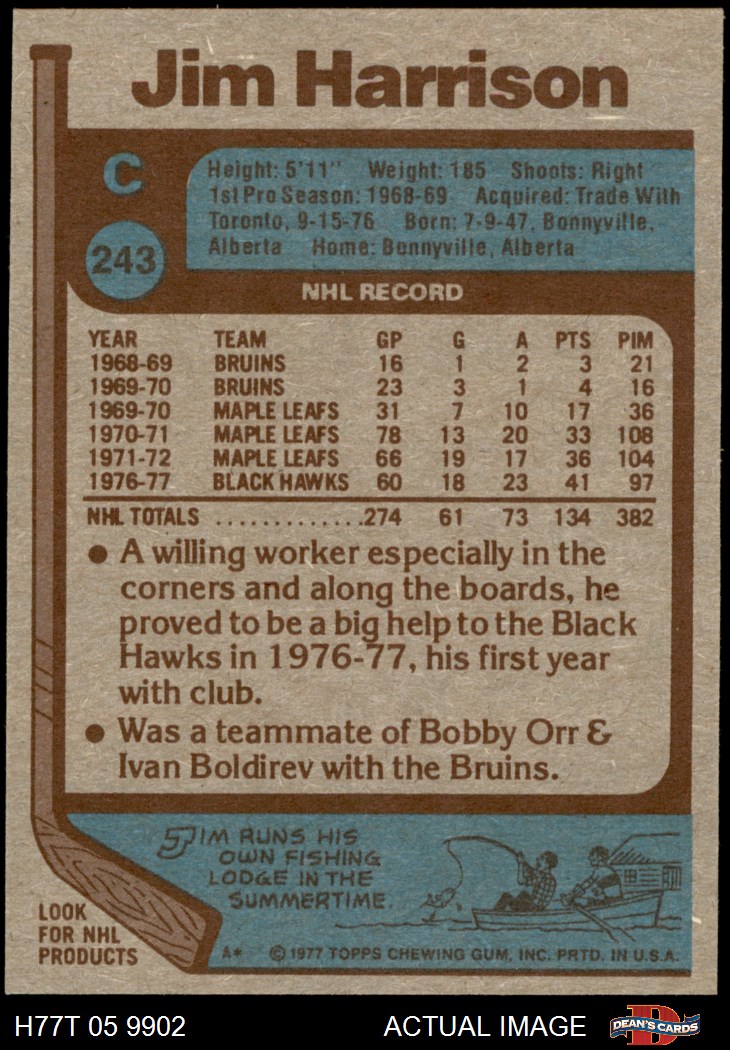 Jim Harrison
C
243
Height: 5'11" Weight: 185 Shoots: Right
1st Pro Season: 1968-69 Acquired: Trade With
Toronto, 9-15-76 Born: 7-9-47, Bonnyville,
Alberta Home: Bonnyville, Alberta
NHL RECORD
YEAR TEAM GP G A PTS PIM
1968-69 BRUINS 16 1 2 3 21
1969-70 BRUINS 23 3 1 4 16
1969-70 MAPLE LEAFS 31 7 10 17 36
1970-71 MAPLE LEAFS 78 13 20 33 108
1971-72 MAPLE LEAFS 66 19 17 36 104
1976-77 BLACK HAWKS 60 18 23 41 97
NHL TOTALS .............274 61 73 134 382
● A willing worker especially in the
corners and along the boards, he
proved to be a big help to the Black
Hawks in 1976-77, his first year
with club.
● Was a teammate of Bobby Orr &
Ivan Boldirev with the Bruins.
JIM RUNS HIS
OWN FISHING
LODGE IN THE
SUMMERTIME.
LOOK
FOR NHL
PRODUCTS
A* © 1977 TOPPS CHEWING GUM, INC. PRTD. IN U.S.A.
H77T 05 9902 ACTUAL IMAGE D DEAN'S CARDS